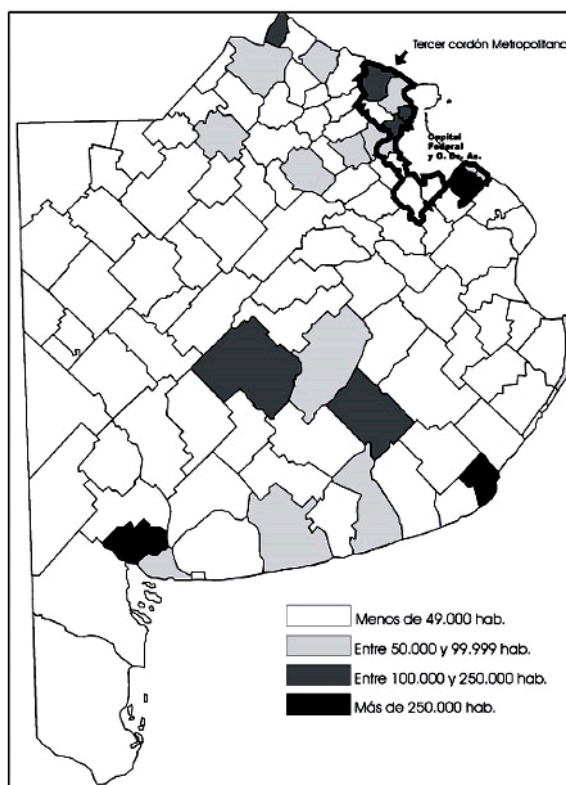 Tercer cordón Metropolitano
Capital
Federal
y G. Bs. As.
Menos de 49.000 hab.
Entre 50.000 y 99.999 hab.
Entre 100.000 y 250.000 hab.
Más de 250.000 hab.